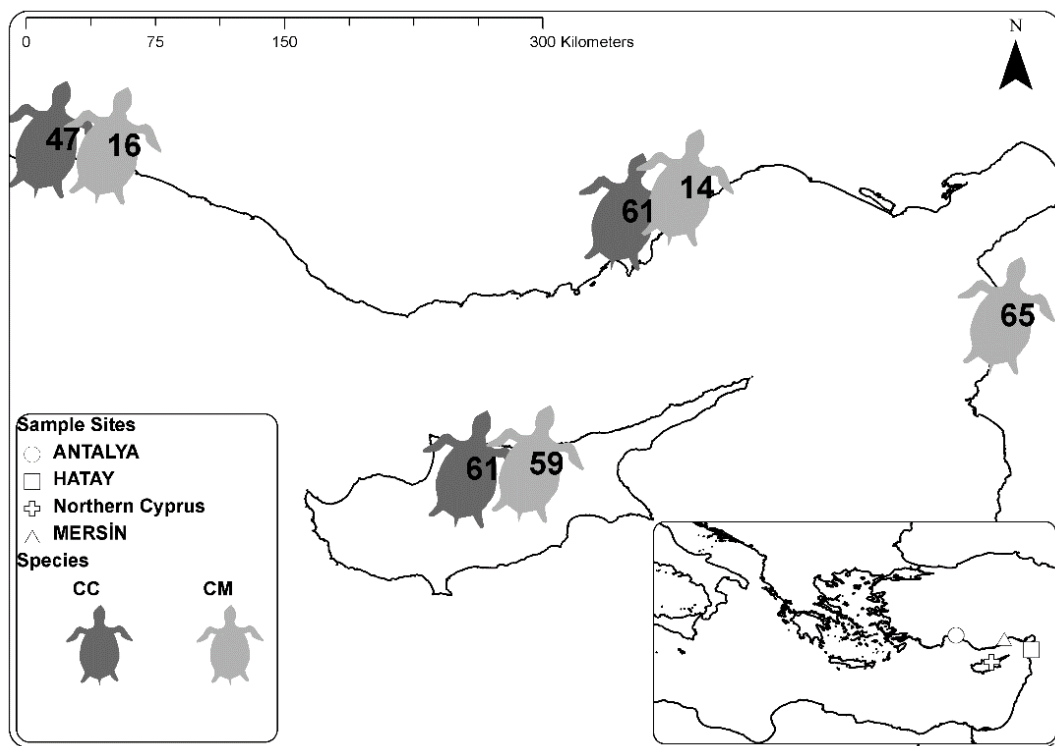 0 75 150 300 Kilometers
N
47 16
61 14
65
61 59
Sample Sites
ANTALYA
HATAY
Northern Cyprus
MERSİN
Species
CC CM